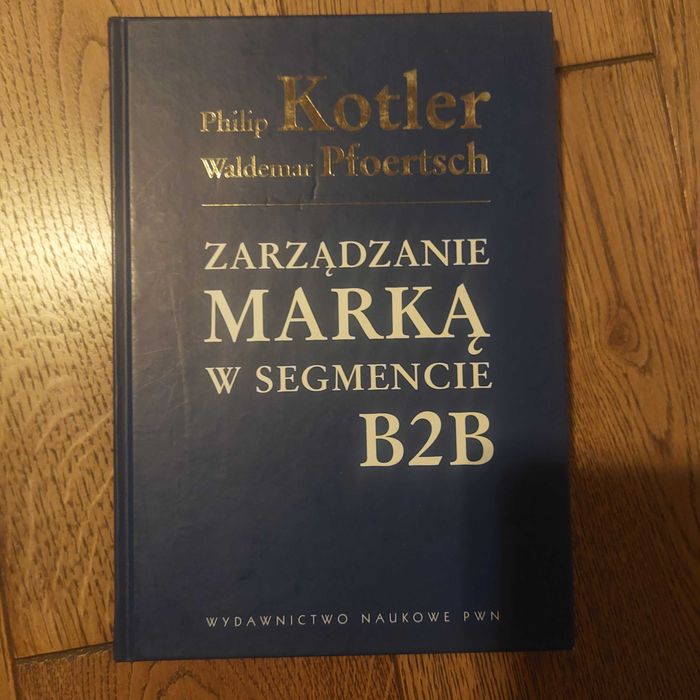 Philip Kotler
Waldemar Pfoertsch
ZARZĄDZANIE
MARKĄ
W SEGMENCIE
B2B
WYDAWNICTWO NAUKOWE PWN